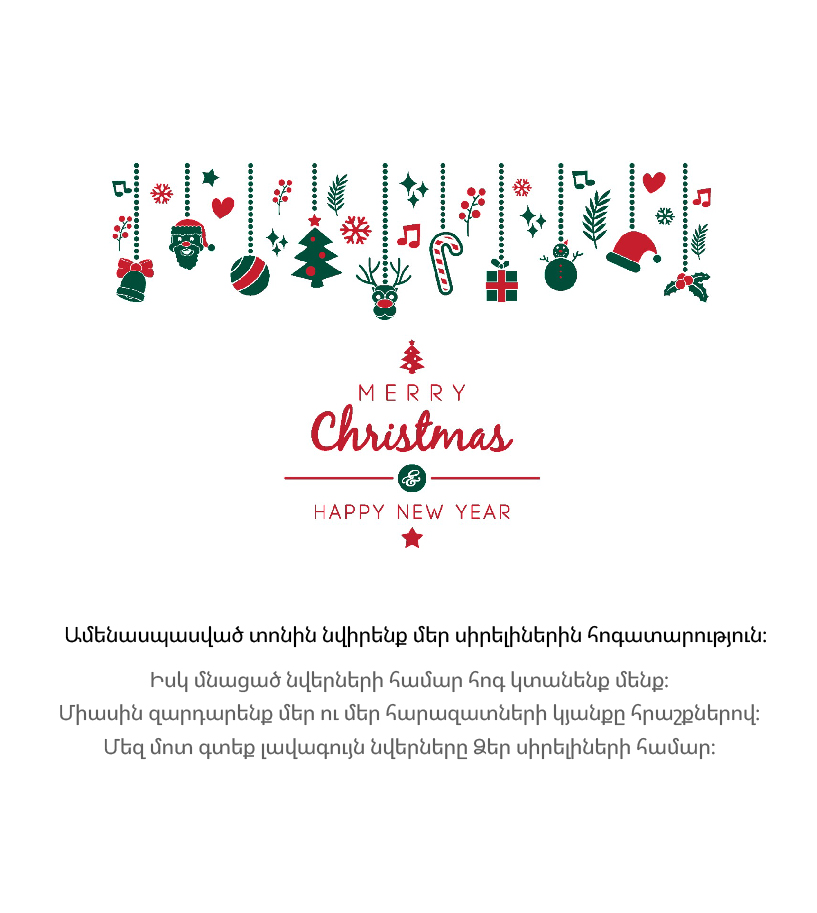 MERRY
Christmas
&
HAPPY NEW YEAR
Ամենասպասված տոնին նվիրենք մեր սիրելիներին հոգատարություն:
Իսկ մնացած նվերների համար հոգ կտանենք մենք:
Միասին զարդարենք մեր ու մեր հարազատների կյանքը հրաշքներով:
Մեզ մոտ գտեք լավագույն նվերները Ձեր սիրելիների համար: